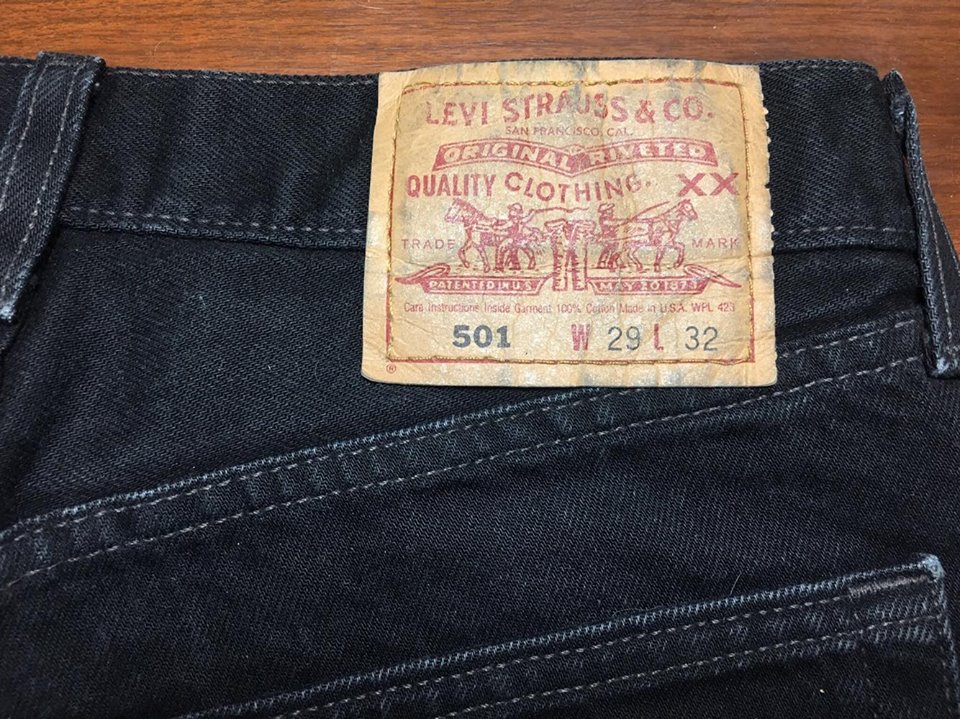 LEVI STRAUSS & CO.
SAN FRANCISCO, CAL.
ORIGINAL RIVETED
QUALITY CLOTHING. XX
TRADE MARK
PATENTED IN U.S. MAY 20 1873
Care Instructions Inside Garment 100% Cotton Made in U.S.A. WPL 423
501 W 29 L 32
®